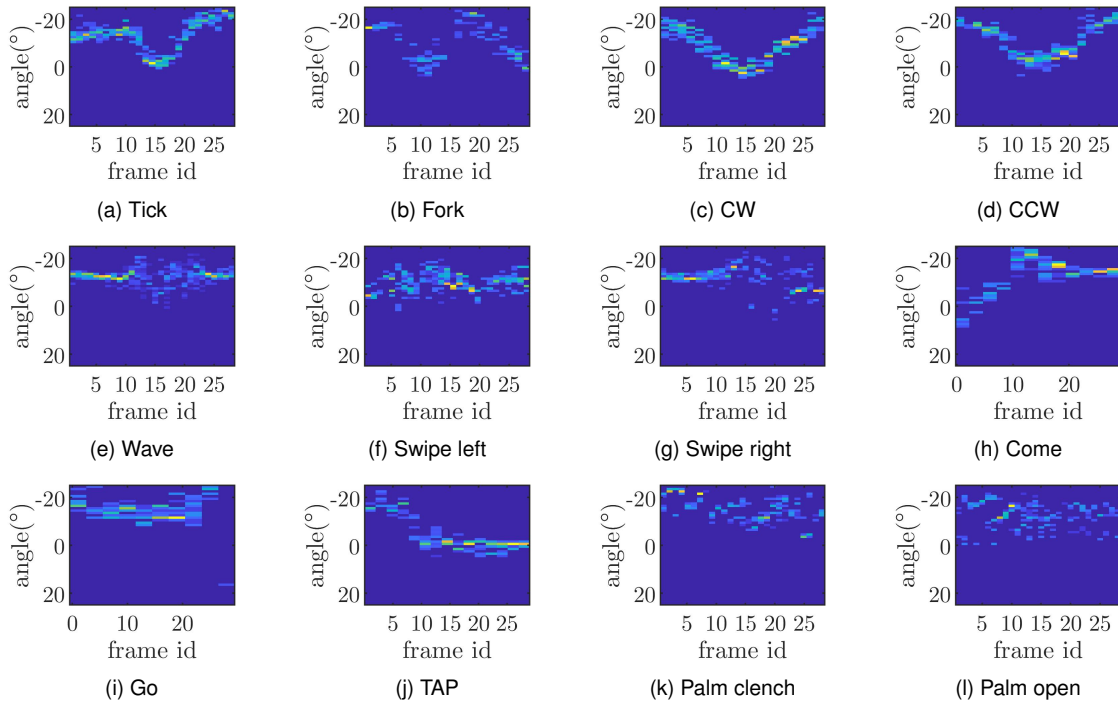 -20
0
20
angle(°)
5 10 15 20 25
frame id
(a) Tick
-20
0
20
angle(°)
5 10 15 20 25
frame id
(b) Fork
-20
0
20
angle(°)
5 10 15 20 25
frame id
(c) CW
-20
0
20
angle(°)
5 10 15 20 25
frame id
(d) CCW
-20
0
20
angle(°)
5 10 15 20 25
frame id
(e) Wave
-20
0
20
angle(°)
5 10 15 20 25
frame id
(f) Swipe left
-20
0
20
angle(°)
5 10 15 20 25
frame id
(g) Swipe right
-20
0
20
angle(°)
0 10 20
frame id
(h) Come
-20
0
20
angle(°)
0 10 20
frame id
(i) Go
-20
0
20
angle(°)
5 10 15 20 25
frame id
(j) TAP
-20
0
20
angle(°)
5 10 15 20 25
frame id
(k) Palm clench
-20
0
20
angle(°)
5 10 15 20 25
frame id
(l) Palm open